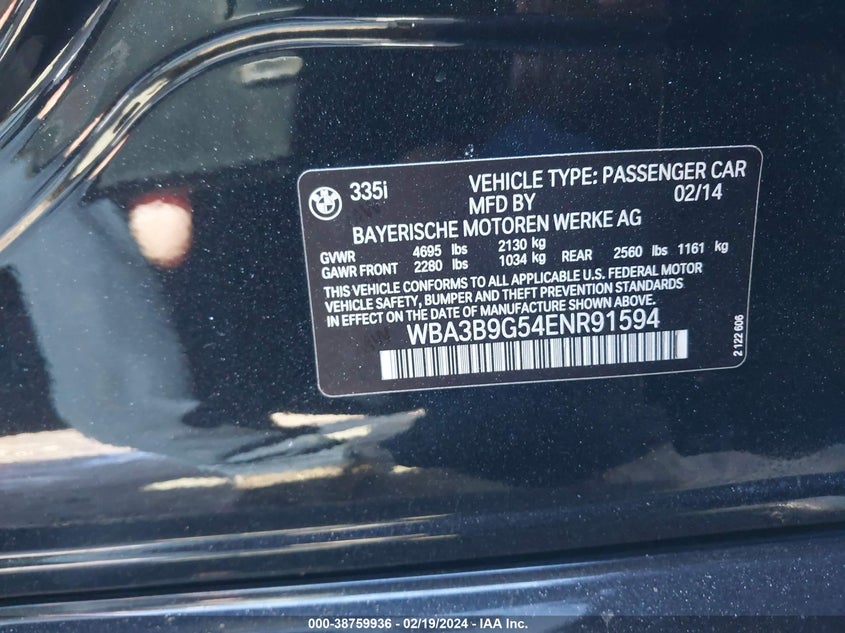 335i VEHICLE TYPE: PASSENGER CAR
MFD BY 02/14
BAYERISCHE MOTOREN WERKE AG
GVWR 4695 lbs 2130 kg
GAWR FRONT 2280 lbs 1034 kg REAR 2560 lbs 1161 kg
THIS VEHICLE CONFORMS TO ALL APPLICABLE U.S. FEDERAL MOTOR
VEHICLE SAFETY, BUMPER AND THEFT PREVENTION STANDARDS
IN EFFECT ON THE DATE OF MANUFACTURE SHOWN ABOVE.
WBA3B9G54ENR91594
2 122 606
000-38759936 - 02/19/2024 - IAA Inc.